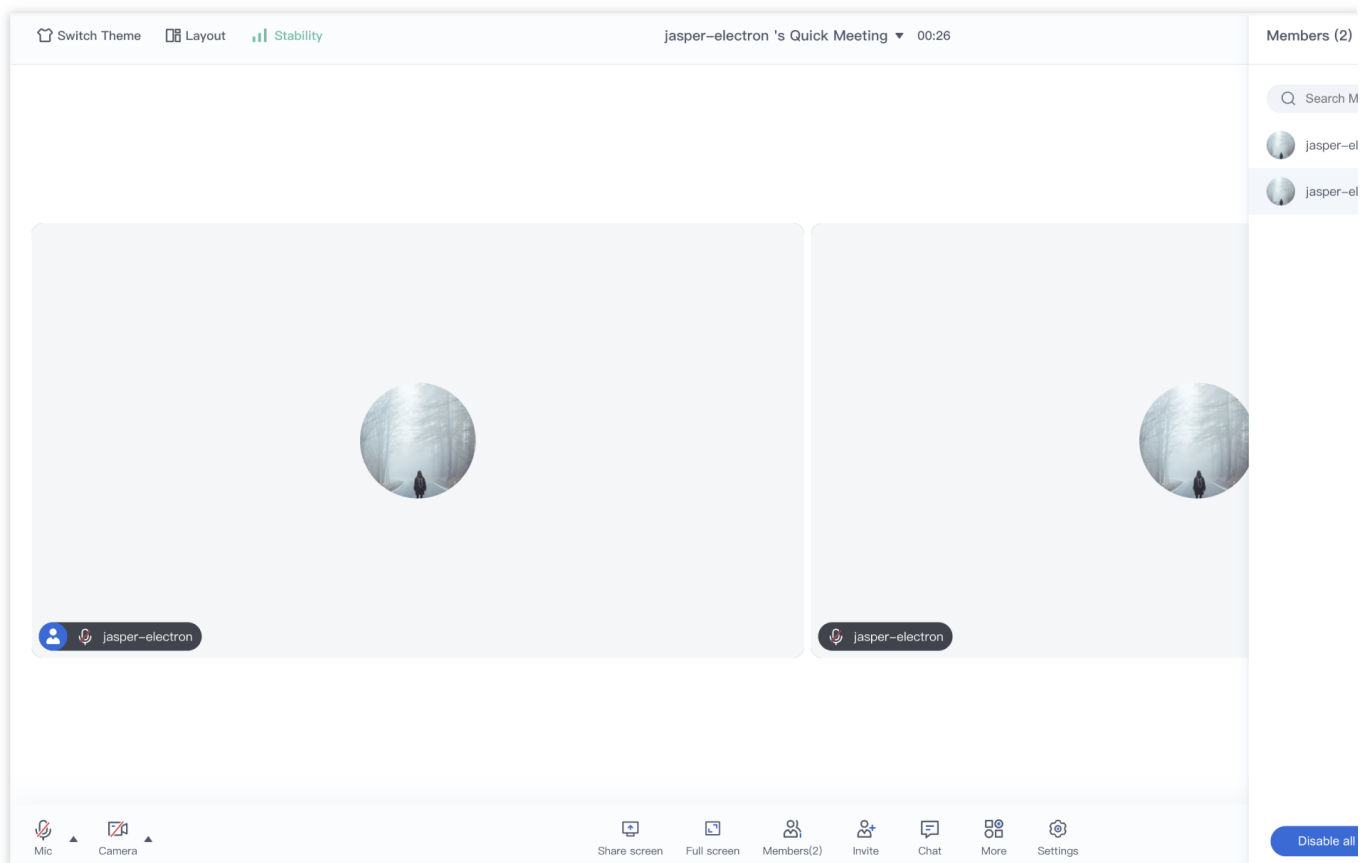 Switch Theme Layout Stability jasper-electron 's Quick Meeting 00:26 Members (2)
Search M
jasper-el
jasper-el
jasper-electron jasper-electron
Mic Camera Share screen Full screen Members(2) Invite Chat More Settings
Disable all